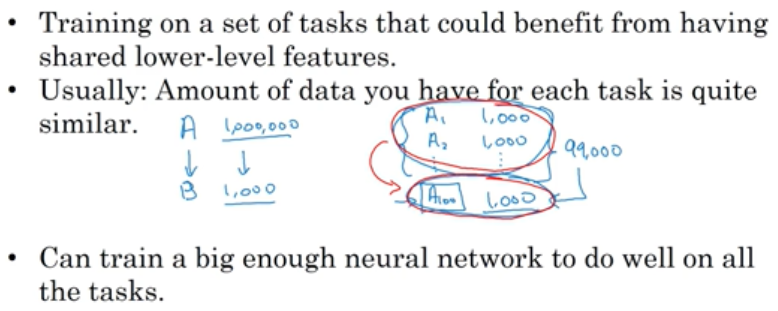 • Training on a set of tasks that could benefit from having
shared lower-level features.
• Usually: Amount of data you have for each task is quite
similar.
A 1,000,000
↓ ↓
B 1,000
A₁ 1,000
A₂ 1,000
⋮ ⋮
99,000
A₁₀₀ 1,000
• Can train a big enough neural network to do well on all
the tasks.